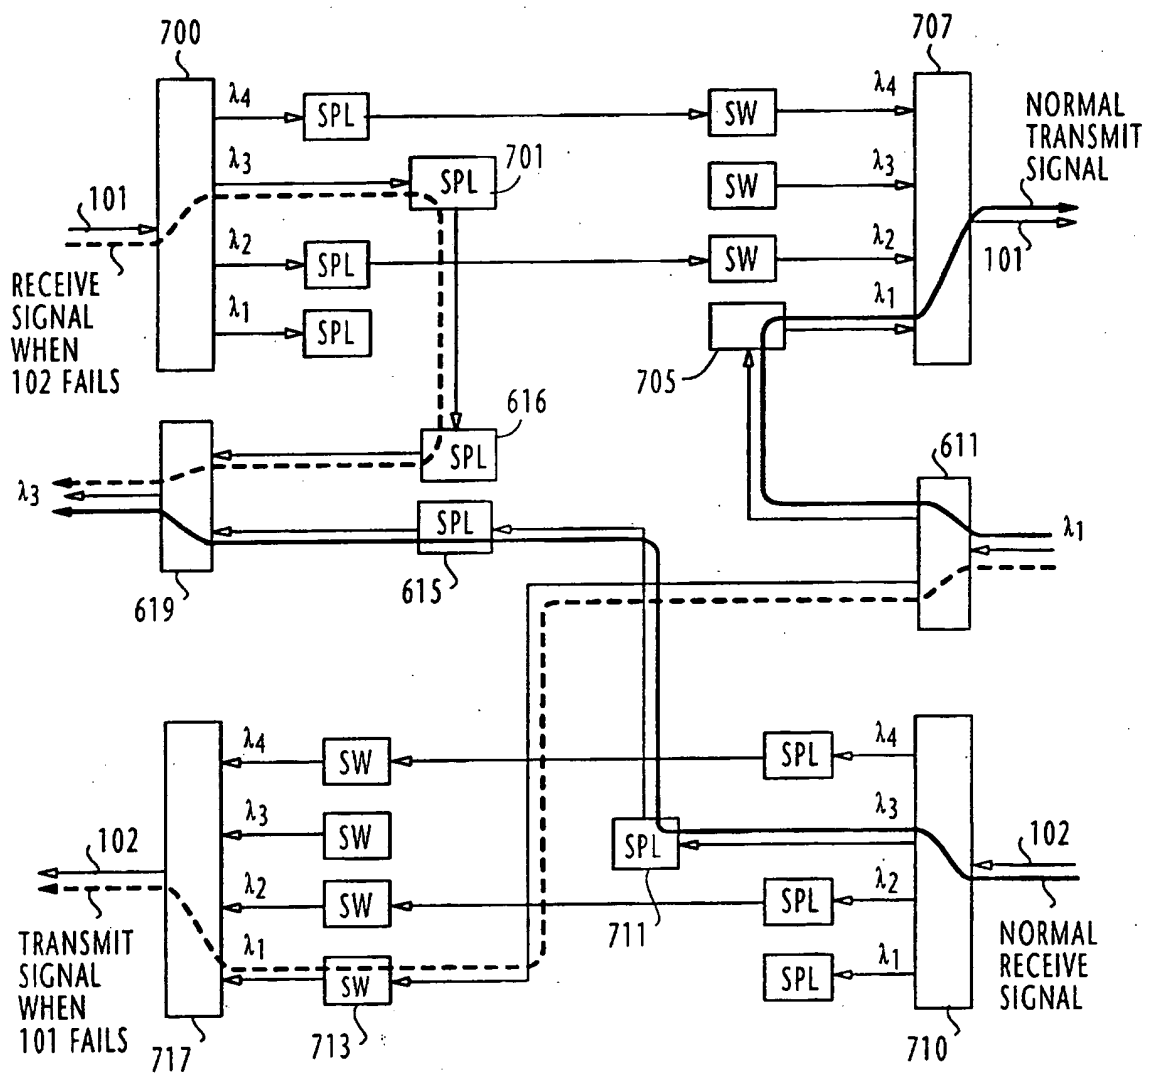 700
707
λ4
SPL
SW
λ4
NORMAL
TRANSMIT
SIGNAL
λ3
701
SPL
SW
λ3
101
λ2
SPL
SW
λ2
101
RECEIVE
SIGNAL
WHEN
102 FAILS
λ1
SPL
λ1
705
616
SPL
611
λ3
SPL
λ1
619
615
λ4
SW
SPL
λ4
λ3
SW
λ3
102
SPL
102
λ2
SW
SPL
λ2
711
TRANSMIT
SIGNAL
WHEN
101 FAILS
λ1
SW
SPL
λ1
NORMAL
RECEIVE
SIGNAL
717
713
710